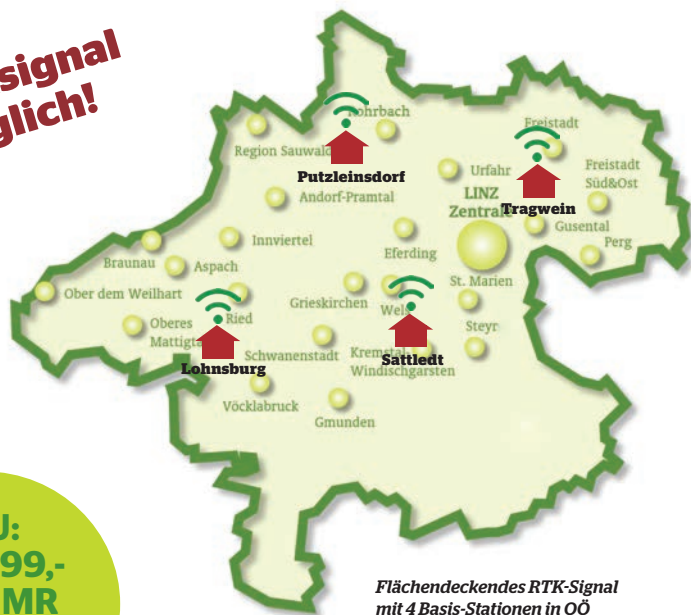 signal
glich!
Rohrbach
Freistadt
Region Sauwald
Putzleinsdorf
Urfahr
Freistadt
Süd&Ost
Andorf-Pramtal
LINZ
Zentrale
Tragwein
Gusental
Perg
Innviertel
Eferding
Braunau
Aspach
St. Marien
Ober dem Weilhart
Grieskirchen
Wels
Ried
Oberes
Mattigta
Steyr
Schwanenstadt
Kremstal
Windischgarsten
Sattledt
Lohnsburg
Vöcklabruck
Gmunden
U:
99,-
MR
Flächendeckendes RTK-Signal
mit 4 Basis-Stationen in OÖ